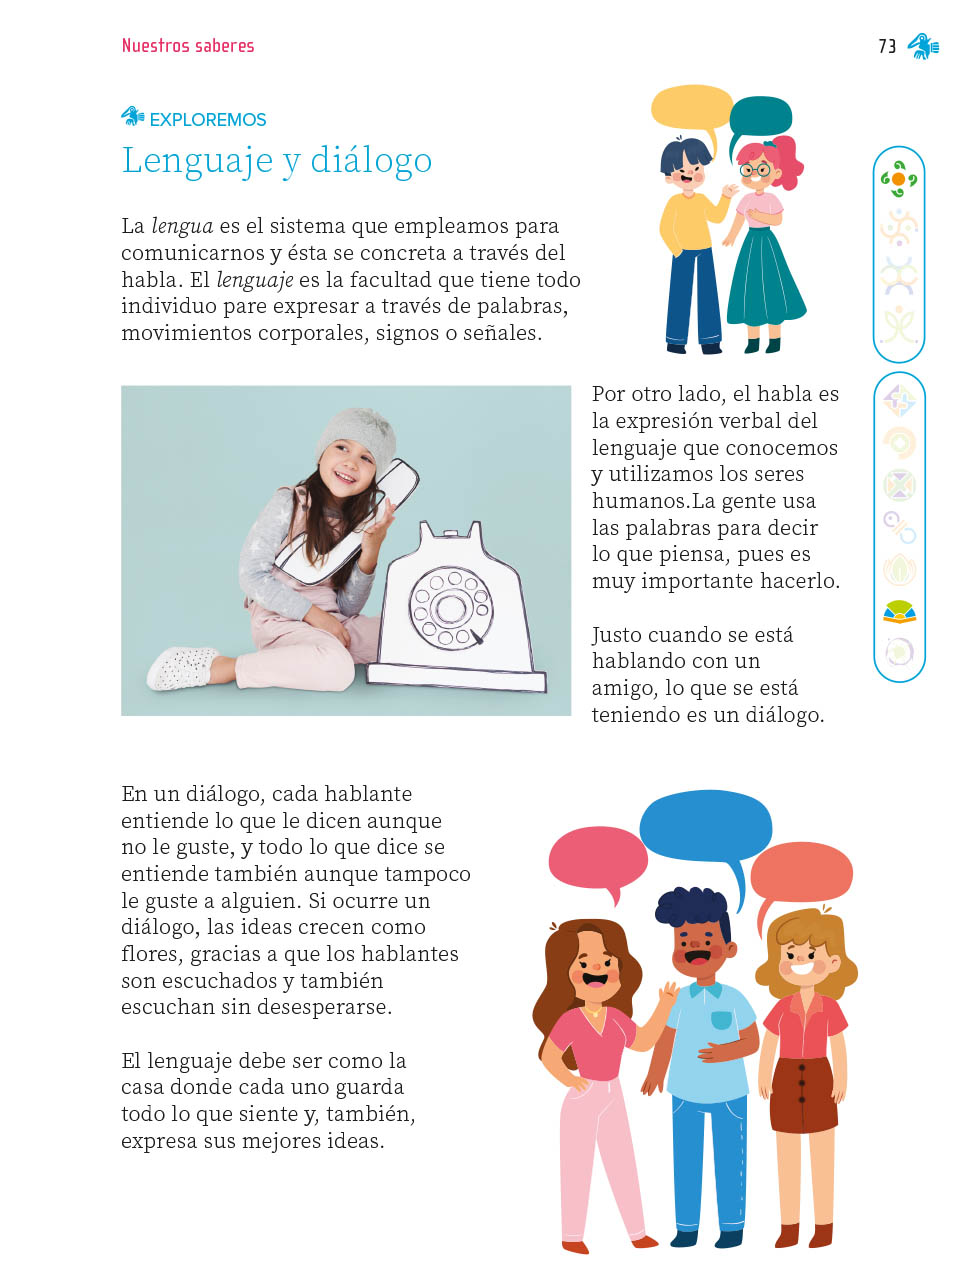 Nuestros saberes
73
EXPLOREMOS
Lenguaje y diálogo
La lengua es el sistema que empleamos para
comunicarnos y ésta se concreta a través del
habla. El lenguaje es la facultad que tiene todo
individuo pare expresar a través de palabras,
movimientos corporales, signos o señales.
Por otro lado, el habla es
la expresión verbal del
lenguaje que conocemos
y utilizamos los seres
humanos.La gente usa
las palabras para decir
lo que piensa, pues es
muy importante hacerlo.
Justo cuando se está
hablando con un
amigo, lo que se está
teniendo es un diálogo.
En un diálogo, cada hablante
entiende lo que le dicen aunque
no le guste, y todo lo que dice se
entiende también aunque tampoco
le guste a alguien. Si ocurre un
diálogo, las ideas crecen como
flores, gracias a que los hablantes
son escuchados y también
escuchan sin desesperarse.
El lenguaje debe ser como la
casa donde cada uno guarda
todo lo que siente y, también,
expresa sus mejores ideas.